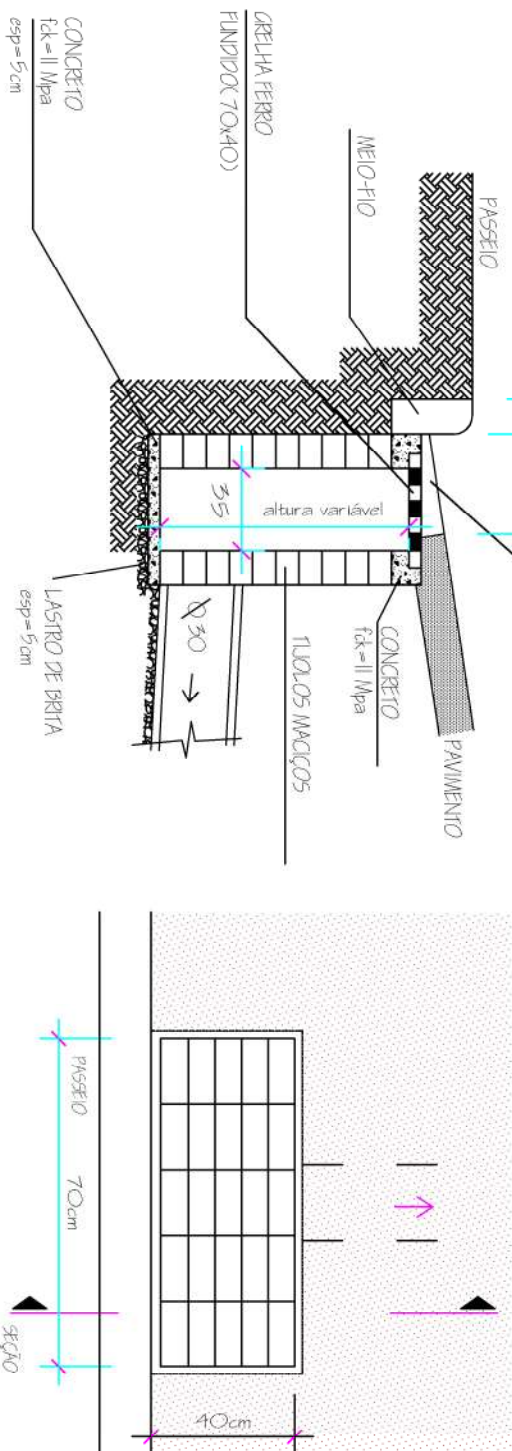 PASSEIO
MEIO-FIO
GRELHA FERRO
FUNDIDO( 70x40)
CONCRETO
fck=11 Mpa
esp=5cm
altura variável
35
PAVIMENTO
CONCRETO
fck=11 Mpa
TIJOLOS MACIÇOS
Ø 30
LASTRO DE BRITA
esp=5cm
PASSEIO
70cm
40cm
SEÇÃO